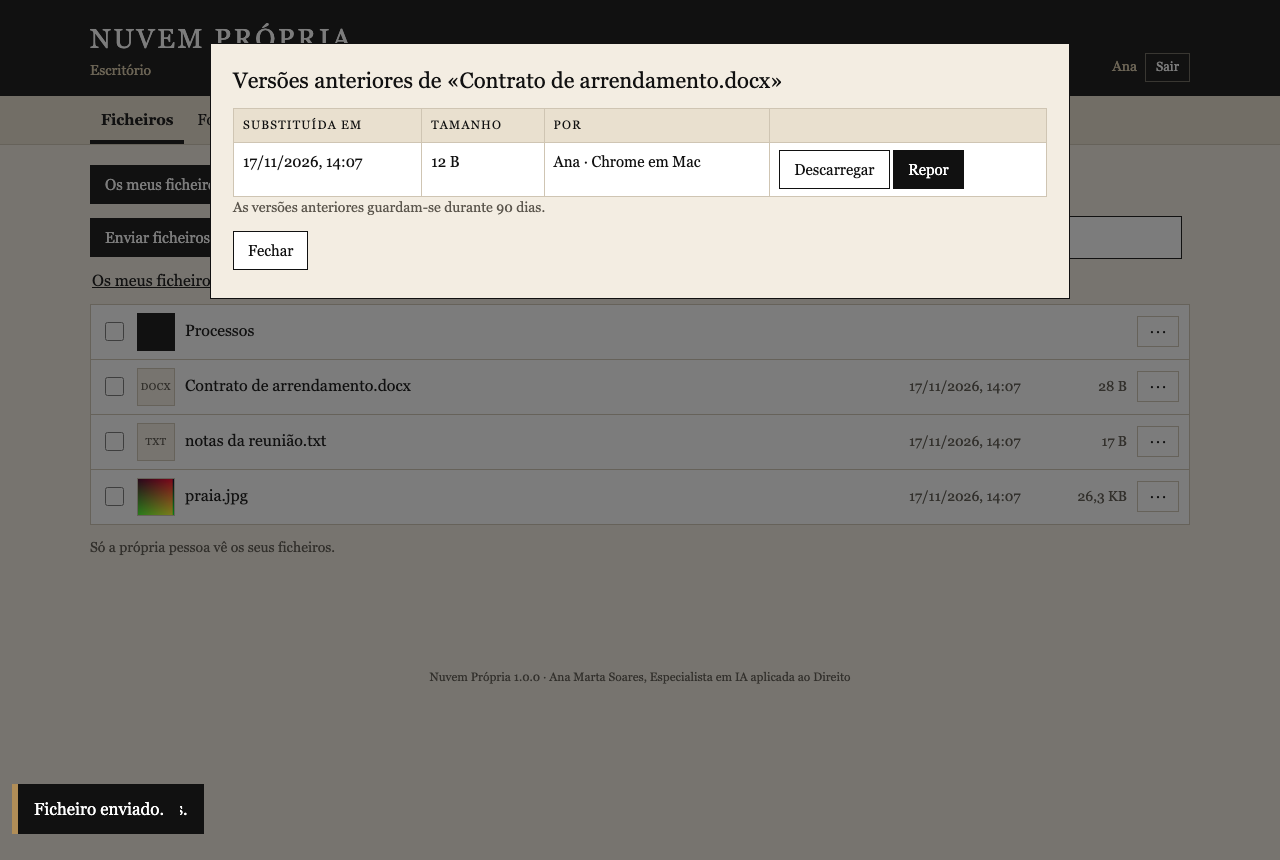 NUVEM PRÓPRIA
Escritório
Ana
Sair
Ficheiros
Versões anteriores de «Contrato de arrendamento.docx»
SUBSTITUÍDA EM TAMANHO POR
17/11/2026, 14:07 12 B Ana · Chrome em Mac Descarregar Repor
As versões anteriores guardam-se durante 90 dias.
Fechar
Os meus
Enviar ficheiros
Os meus
Processos ⋯
DOCX Contrato de arrendamento.docx 17/11/2026, 14:07 28 B ⋯
TXT notas da reunião.txt 17/11/2026, 14:07 17 B ⋯
praia.jpg 17/11/2026, 14:07 26,3 KB ⋯
Só a própria pessoa vê os seus ficheiros.
Nuvem Própria 1.0.0 · Ana Marta Soares, Especialista em IA aplicada ao Direito
Ficheiro enviado.